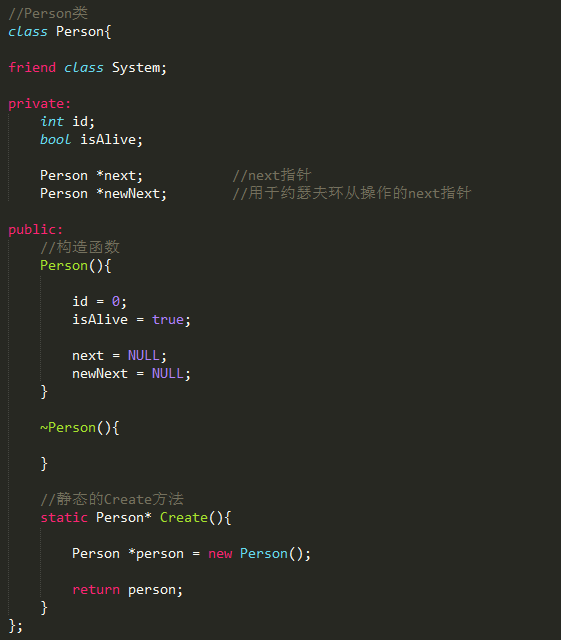 //Person类
class Person{
friend class System;
private:
int id;
bool isAlive;
Person *next; //next指针
Person *newNext; //用于约瑟夫环从操作的next指针
public:
//构造函数
Person(){
id = 0;
isAlive = true;
next = NULL;
newNext = NULL;
}
~Person(){
}
//静态的Create方法
static Person* Create(){
Person *person = new Person();
return person;
}
};